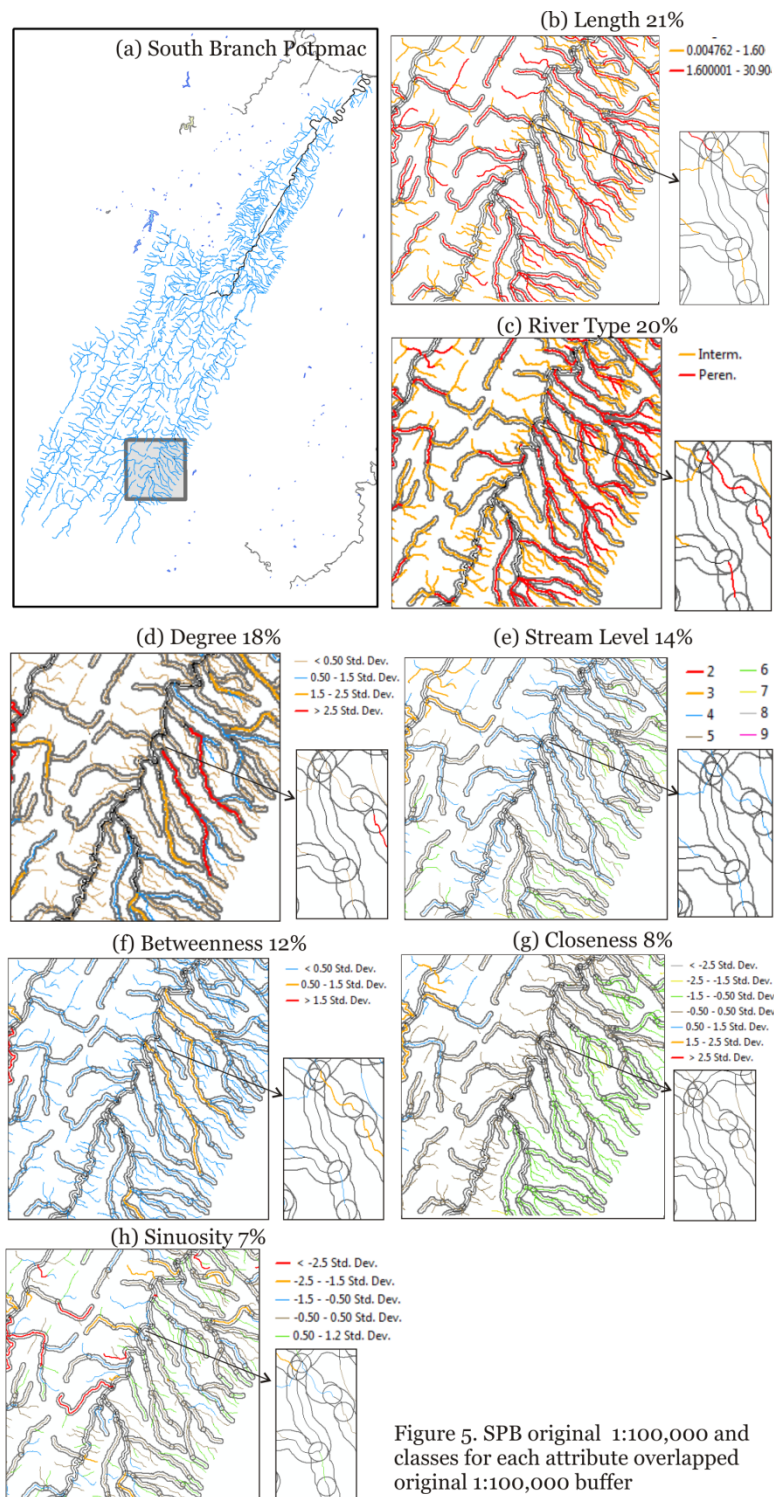 (a) South Branch Potpmac
(b) Length 21%
0.004762 - 1.60
1.600001 - 30.90
(c) River Type 20%
Interm.
Peren.
(d) Degree 18%
< 0.50 Std. Dev.
0.50 - 1.5 Std. Dev.
1.5 - 2.5 Std. Dev.
> 2.5 Std. Dev.
(e) Stream Level 14%
2 6
3 7
4 8
5 9
(f) Betweenness 12%
< 0.50 Std. Dev.
0.50 - 1.5 Std. Dev.
> 1.5 Std. Dev.
(g) Closeness 8%
< -2.5 Std. Dev.
-2.5 - -1.5 Std. Dev.
-1.5 - -0.50 Std. Dev
-0.50 - 0.50 Std. Dev
0.50 - 1.5 Std. Dev.
1.5 - 2.5 Std. Dev.
> 2.5 Std. Dev.
(h) Sinuosity 7%
< -2.5 Std. Dev.
-2.5 - -1.5 Std. Dev.
-1.5 - -0.50 Std. Dev.
-0.50 - 0.50 Std. Dev.
0.50 - 1.2 Std. Dev.
Figure 5. SPB original 1:100,000 and
classes for each attribute overlapped
original 1:100,000 buffer